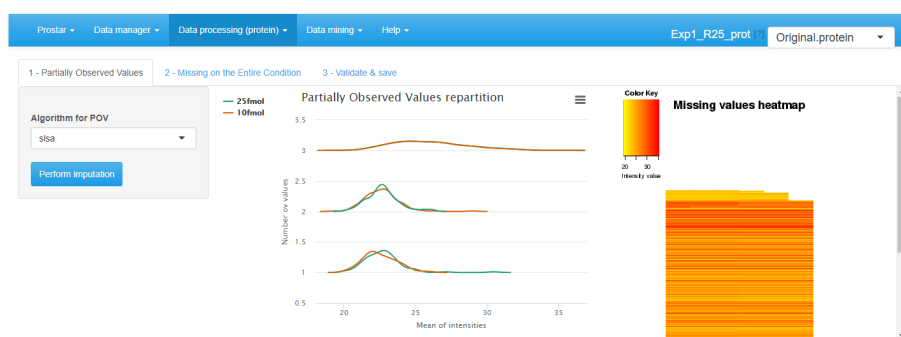 Prostar Data manager Data processing (protein) Data mining Help Exp1_R25_prot [?] Original.protein
1 - Partially Observed Values 2 - Missing on the Entire Condition 3 - Validate & save
Algorithm for POV
slsa
Perform imputation
25fmol
10fmol
Partially Observed Values repartition
Number ov values
3.5
3
2.5
2
1.5
1
0.5
20 25 30 35
Mean of intensities
Color Key
20 30
Intensity value
Missing values heatmap